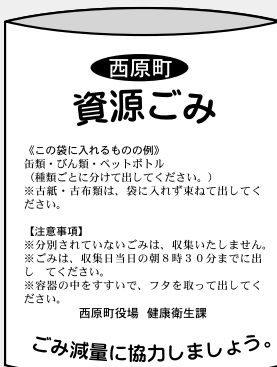 西原町
資源ごみ
《この袋に入れるものの例》
缶類・びん類・ペットボトル
（種類ごとに分けて出してください。）
※古紙・古布類は、袋に入れず束ねて出してく
ださい。
【注意事項】
※分別されていないごみは、収集いたしません。
※ごみは、収集日当日の朝８時３０分までに出
し　てください。
※容器の中をすすいで、フタを取って出してく
ださい。
西原町役場　健康衛生課
ごみ減量に協力しましょう。